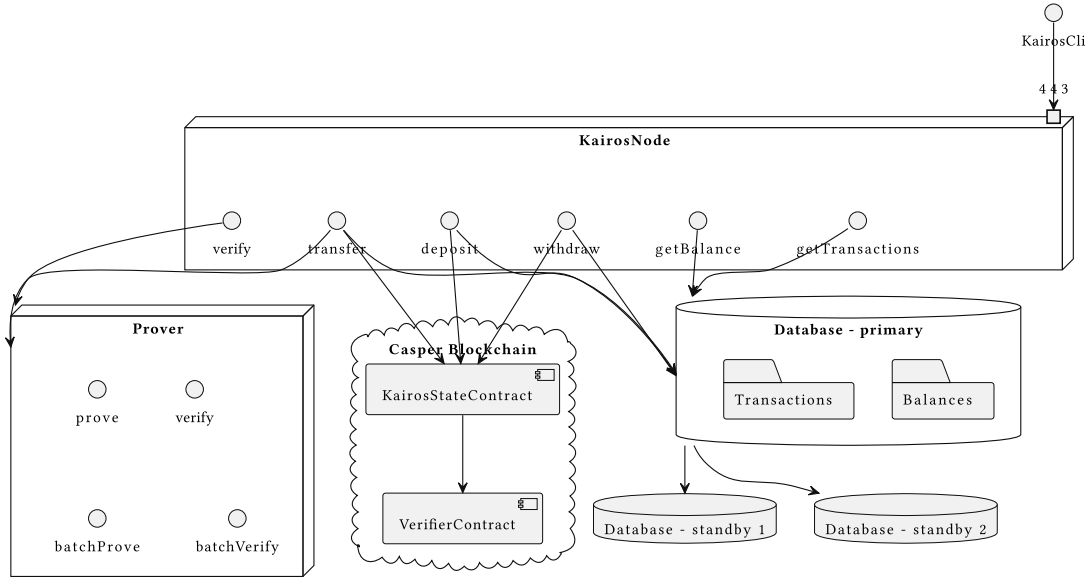 KairosCli
443
KairosNode
verify
transfer
deposit
withdraw
getBalance
getTransactions
Prover
prove
verify
batchProve
batchVerify
Casper Blockchain
KairosStateContract
VerifierContract
Database - primary
Transactions
Balances
Database - standby 1
Database - standby 2